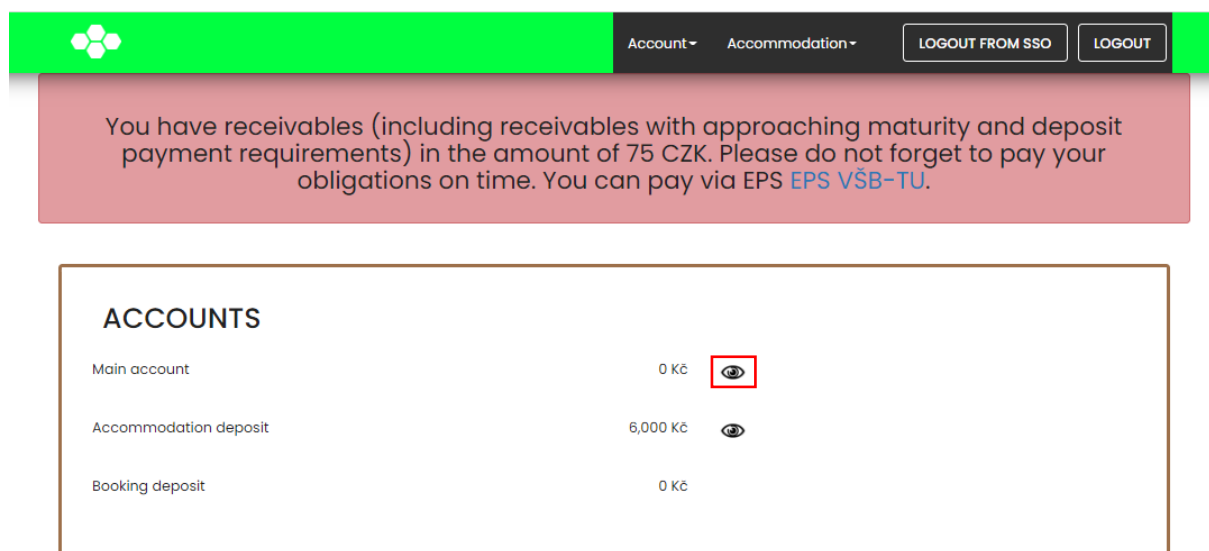 Account Accommodation LOGOUT FROM SSO LOGOUT
You have receivables (including receivables with approaching maturity and deposit
payment requirements) in the amount of 75 CZK. Please do not forget to pay your
obligations on time. You can pay via EPS EPS VŠB-TU.
ACCOUNTS
Main account 0 Kč
Accommodation deposit 6,000 Kč
Booking deposit 0 Kč